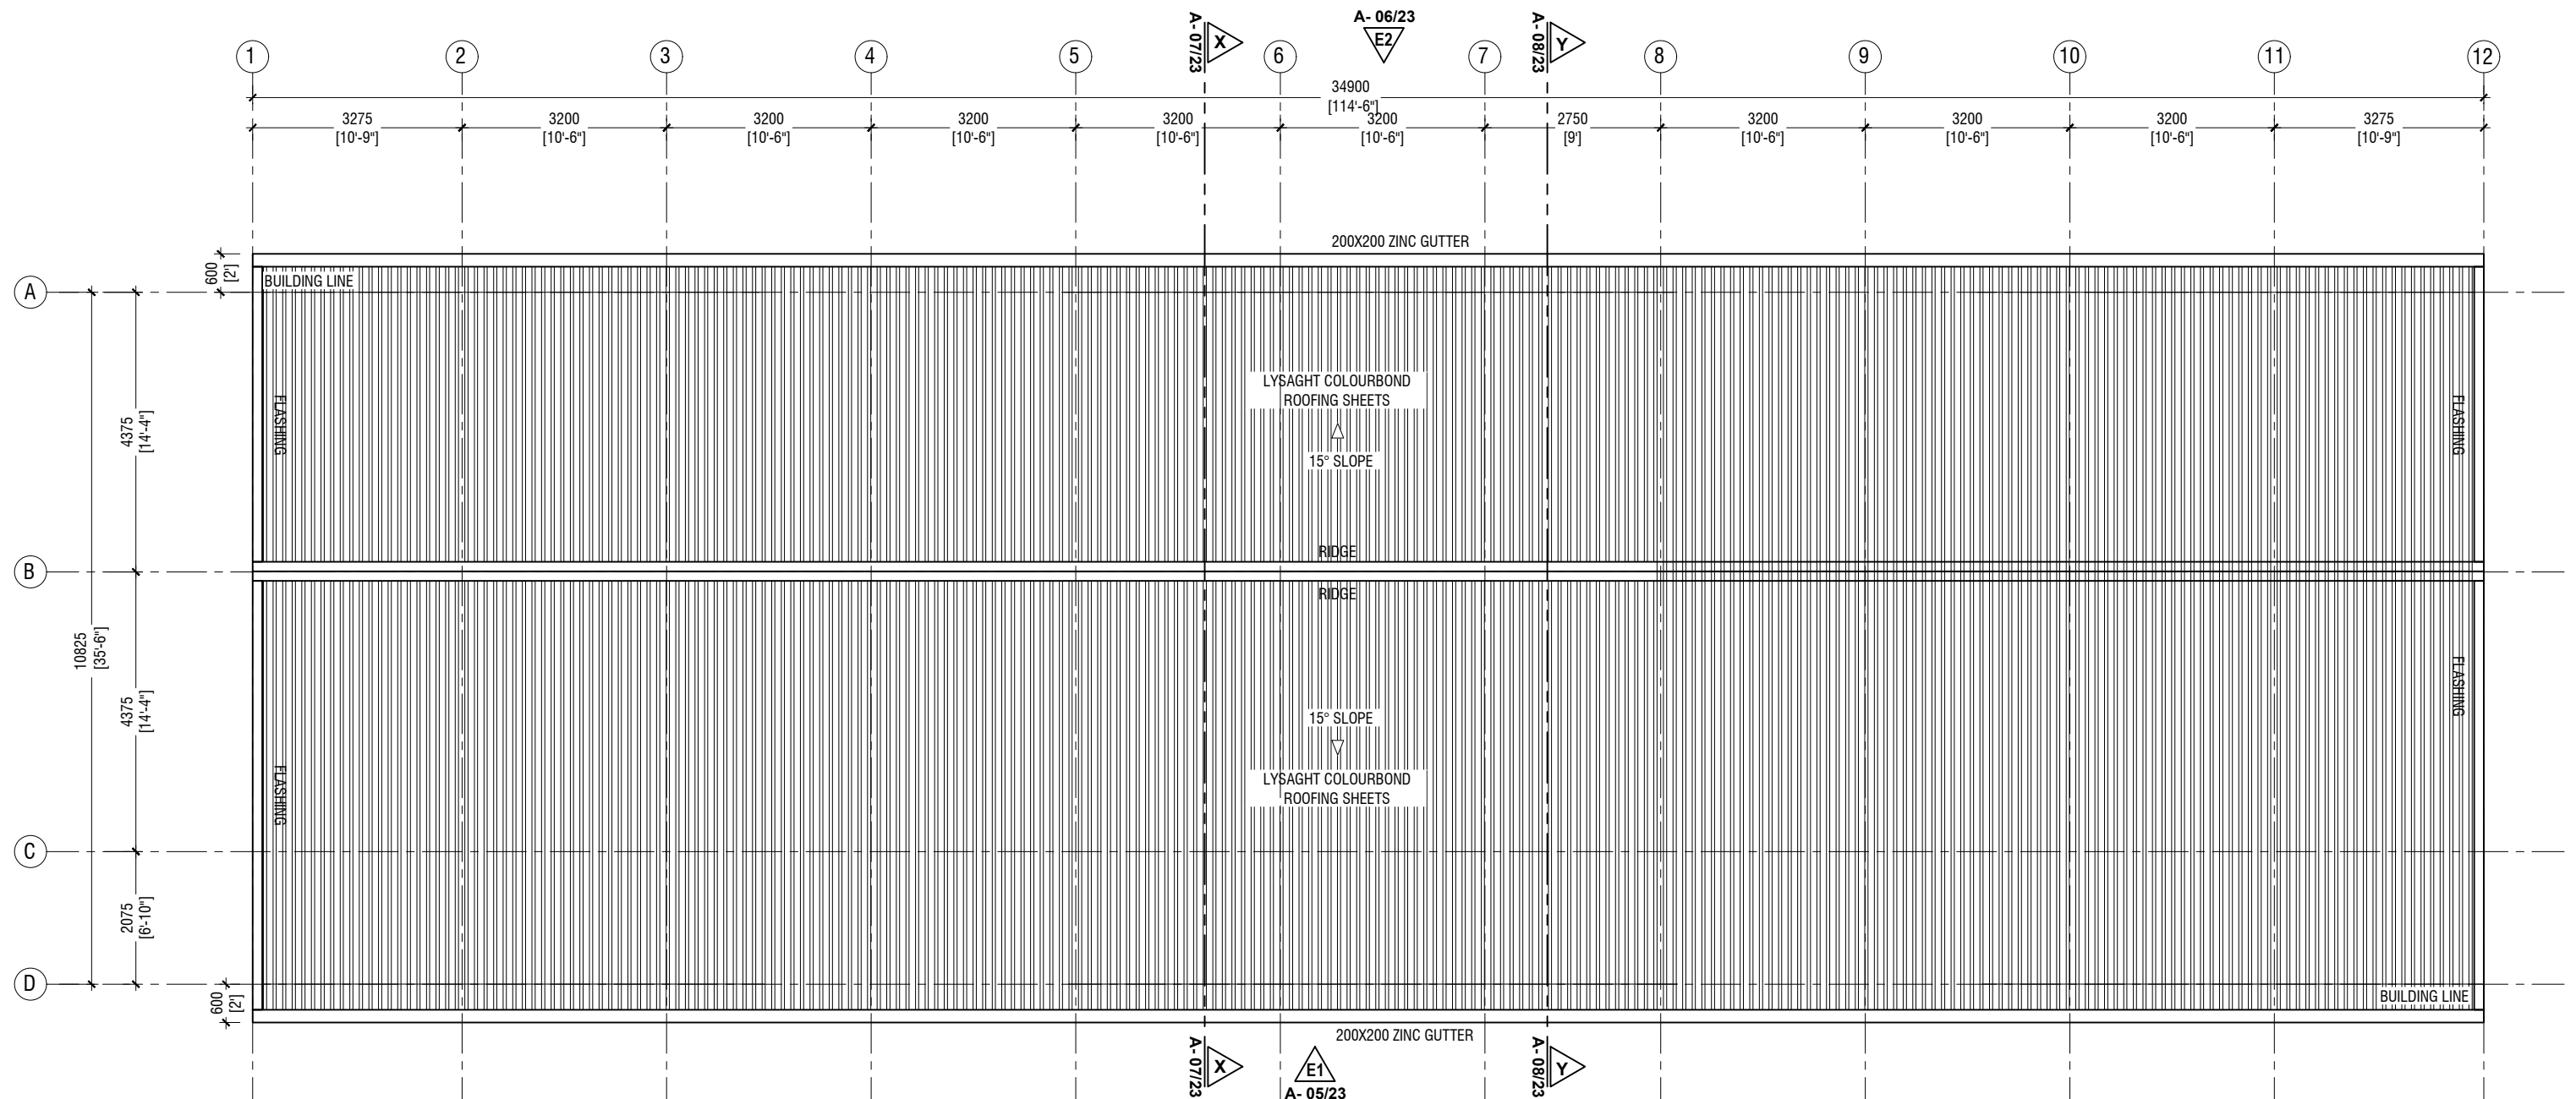 A- 07/23
X
A- 06/23
E2
A- 08/23
Y
1
2
3
4
5
6
7
8
9
10
11
12
34900
[114'-6"]
3275
[10'-9"]
3200
[10'-6"]
3200
[10'-6"]
3200
[10'-6"]
3200
[10'-6"]
3200
[10'-6"]
2750
[9']
3200
[10'-6"]
3200
[10'-6"]
3200
[10'-6"]
3275
[10'-9"]
200X200 ZINC GUTTER
600
[2']
BUILDING LINE
A
4375
[14'-4"]
FLASHING
LYSAGHT COLOURBOND
ROOFING SHEETS
15° SLOPE
FLASHING
RIDGE
B
RIDGE
10825
[35'-6"]
4375
[14'-4"]
FLASHING
15° SLOPE
LYSAGHT COLOURBOND
ROOFING SHEETS
FLASHING
C
2075
[6'-10"]
D
600
[2']
BUILDING LINE
200X200 ZINC GUTTER
A- 07/23
X
E1
A- 05/23
A- 08/23
Y